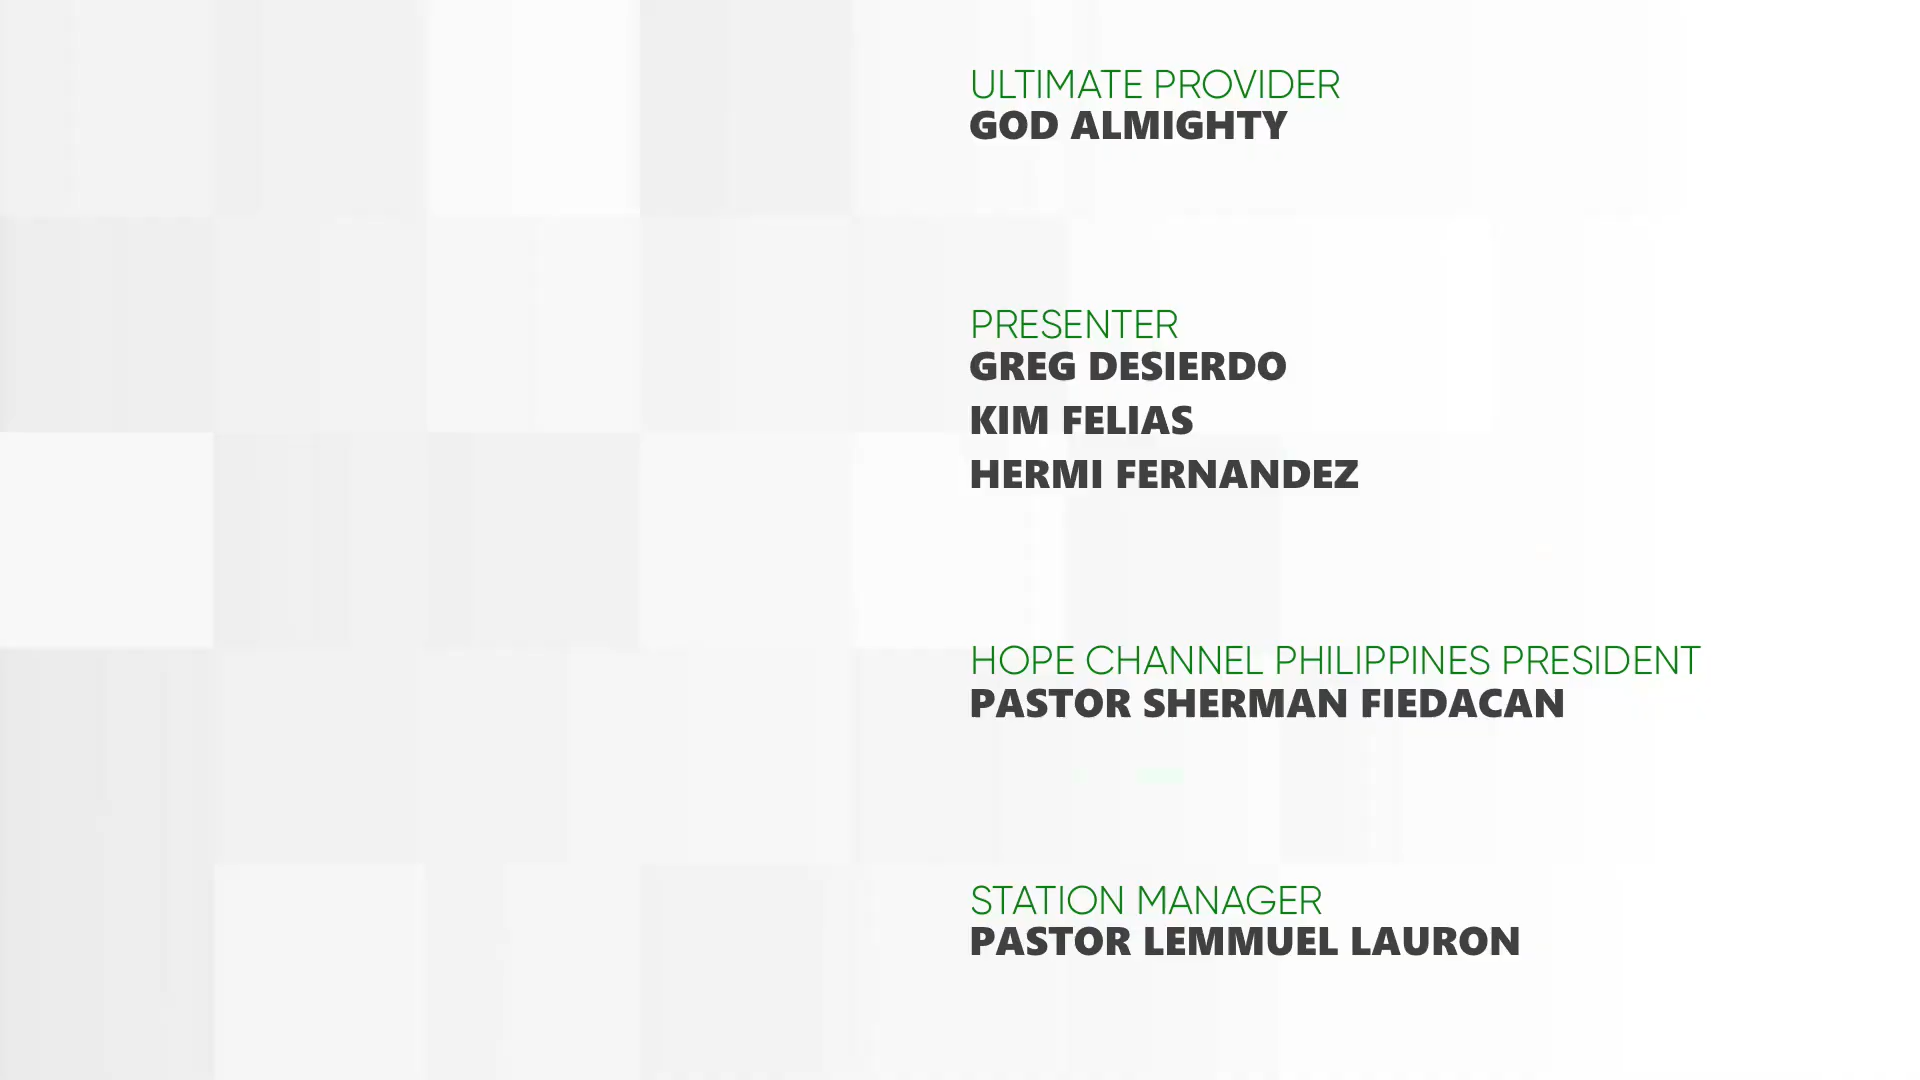 ULTIMATE PROVIDER
GOD ALMIGHTY
PRESENTER
GREG DESIERDO
KIM FELIAS
HERMI FERNANDEZ
HOPE CHANNEL PHILIPPINES PRESIDENT
PASTOR SHERMAN FIEDACAN
STATION MANAGER
PASTOR LEMMUEL LAURON